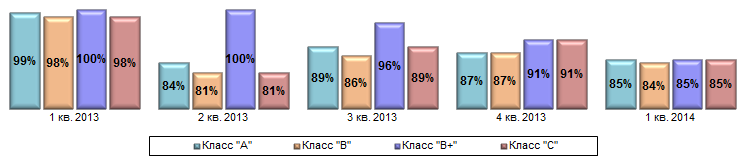 99% 98% 100% 98%
84% 81% 100% 81%
89% 86% 96% 89%
87% 87% 91% 91%
85% 84% 85% 85%
1 кв. 2013 2 кв. 2013 3 кв. 2013 4 кв. 2013 1 кв. 2014
Класс "А" Класс "В" Класс "В+" Класс "С"